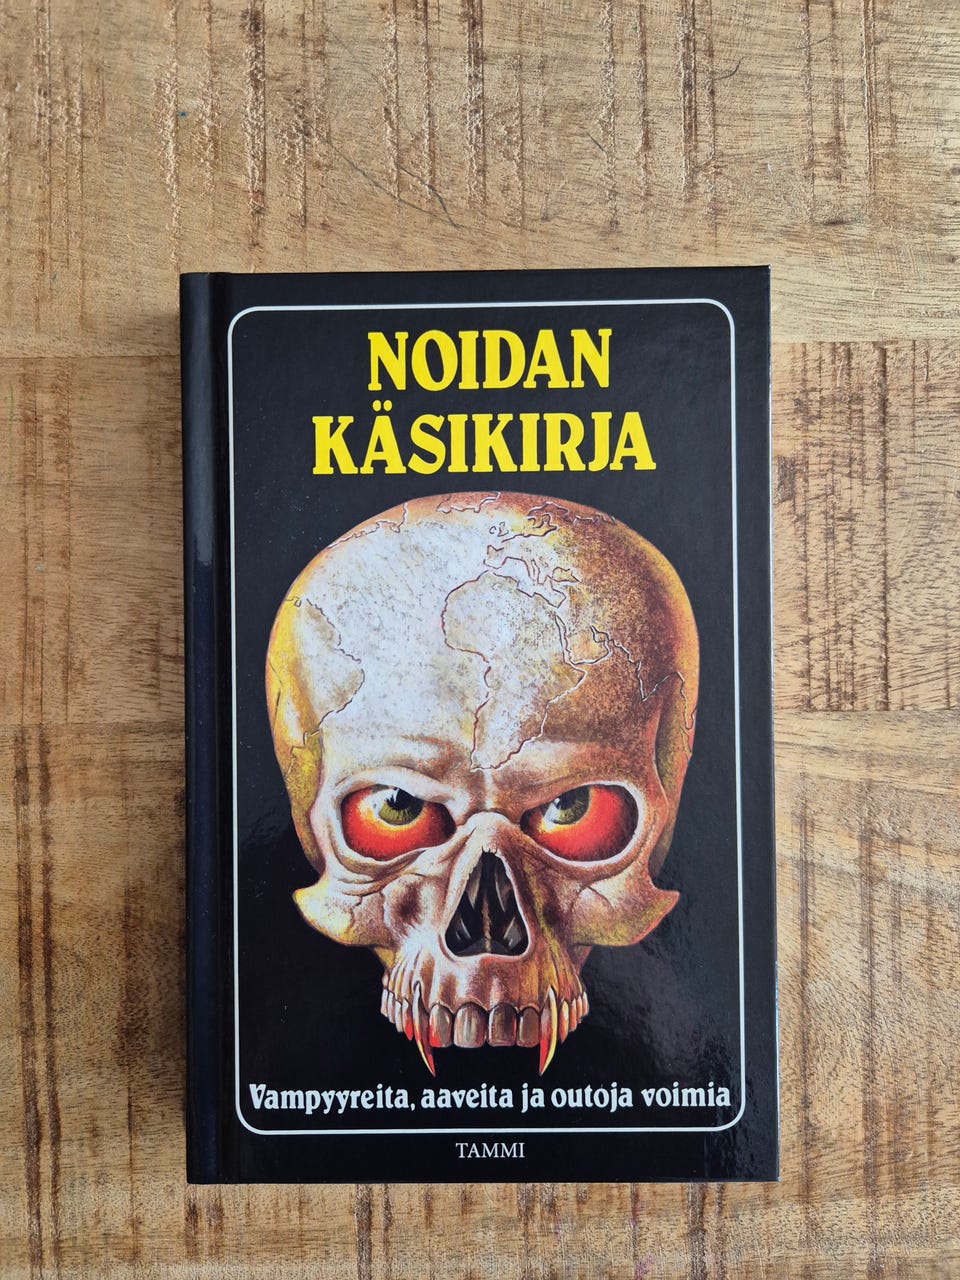 NOIDAN
KÄSIKIRJA
Vampyyreita, aaveita ja outoja voimia
TAMMI